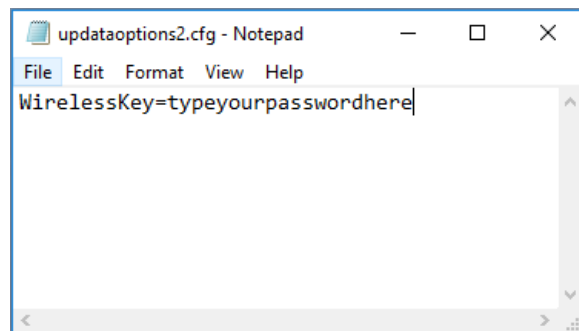 updataoptions2.cfg - Notepad
File Edit Format View Help
WirelessKey=typeyourpasswordhere